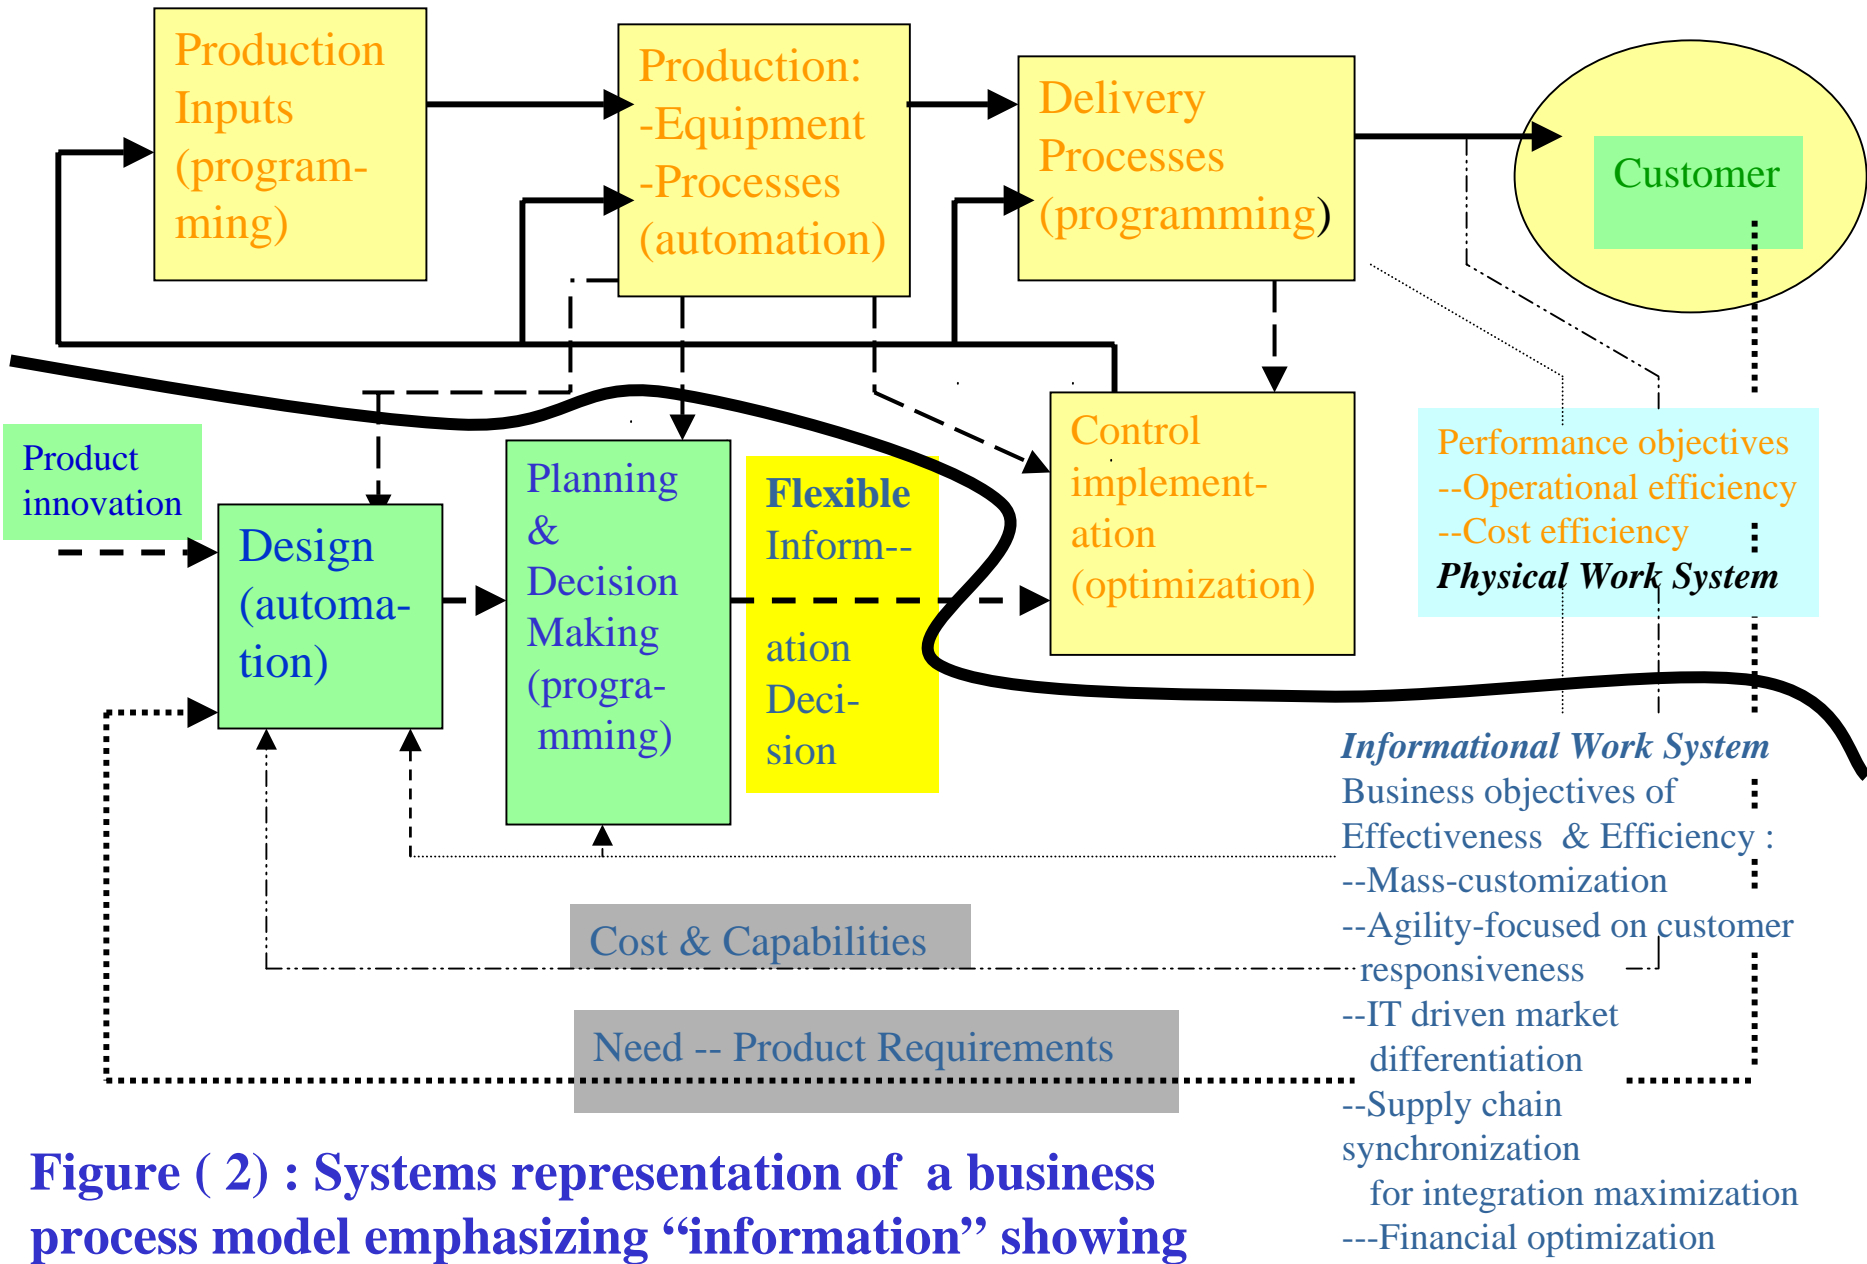 Production
Inputs
(program-
ming)
Production:
-Equipment
-Processes
(automation)
Delivery
Processes
(programming)
Customer
Product
innovation
Design
(automa-
tion)
Planning
&
Decision
Making
(progra-
mming)
Flexible
Inform--
ation
Deci-
sion
Control
implement-
ation
(optimization)
Performance objectives
--Operational efficiency
--Cost efficiency
Physical Work System
Informational Work System
Business objectives of
Effectiveness & Efficiency :
--Mass-customization
--Agility-focused on customer
responsiveness
--IT driven market
differentiation
--Supply chain
synchronization
for integration maximization
---Financial optimization
Cost & Capabilities
Need -- Product Requirements
Figure ( 2) : Systems representation of a business
process model emphasizing “information” showing